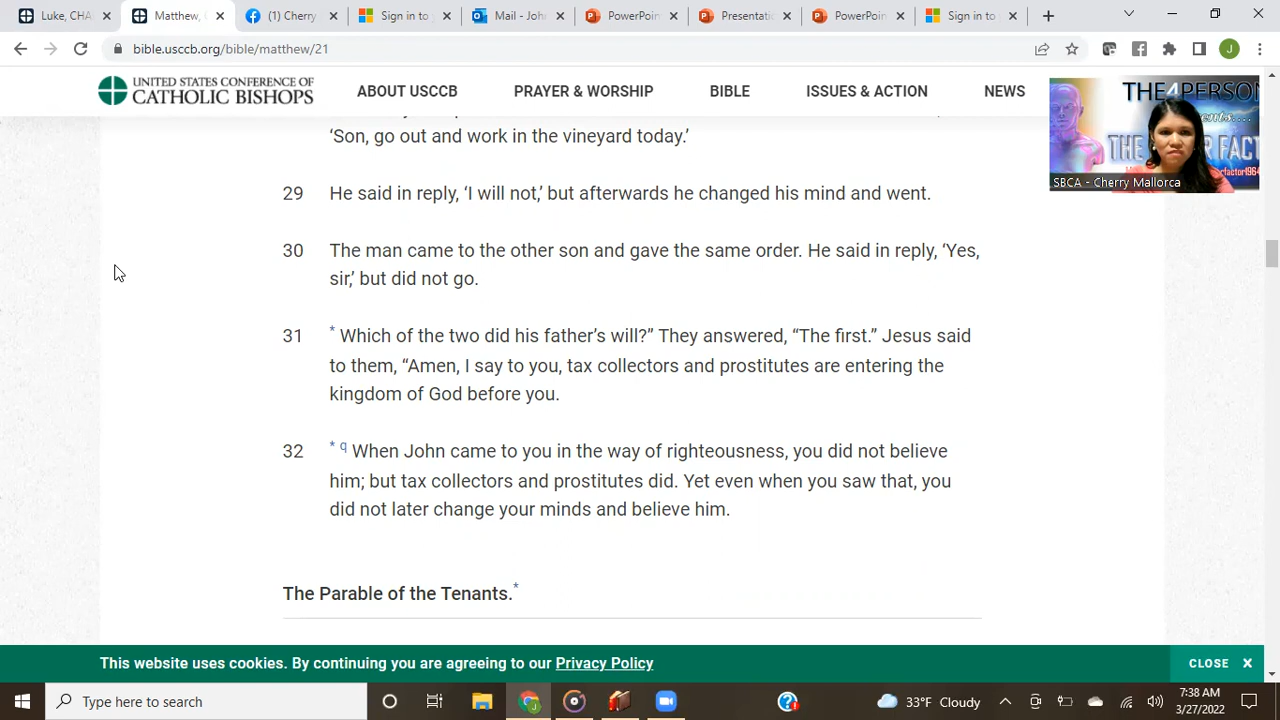 Luke, CHA
Matthew, C
(1) Cherry
Sign in to
Mail - Joh
PowerPoin
Presentati
PowerPoin
Sign in to
bible.usccb.org/bible/matthew/21
J
UNITED STATES CONFERENCE OF
CATHOLIC BISHOPS
ABOUT USCCB
PRAYER & WORSHIP
BIBLE
ISSUES & ACTION
NEWS
THE4PERSON
THE
R FAC
SBCA - Cherry Mallorca
‘Son, go out and work in the vineyard today.’
29 He said in reply, ‘I will not,’ but afterwards he changed his mind and went.
30 The man came to the other son and gave the same order. He said in reply, ‘Yes,
sir,’ but did not go.
31 * Which of the two did his father’s will?” They answered, “The first.” Jesus said
to them, “Amen, I say to you, tax collectors and prostitutes are entering the
kingdom of God before you.
32 * q When John came to you in the way of righteousness, you did not believe
him; but tax collectors and prostitutes did. Yet even when you saw that, you
did not later change your minds and believe him.
The Parable of the Tenants.*
This website uses cookies. By continuing you are agreeing to our Privacy Policy
CLOSE ×
Type here to search
33°F Cloudy
7:38 AM
3/27/2022